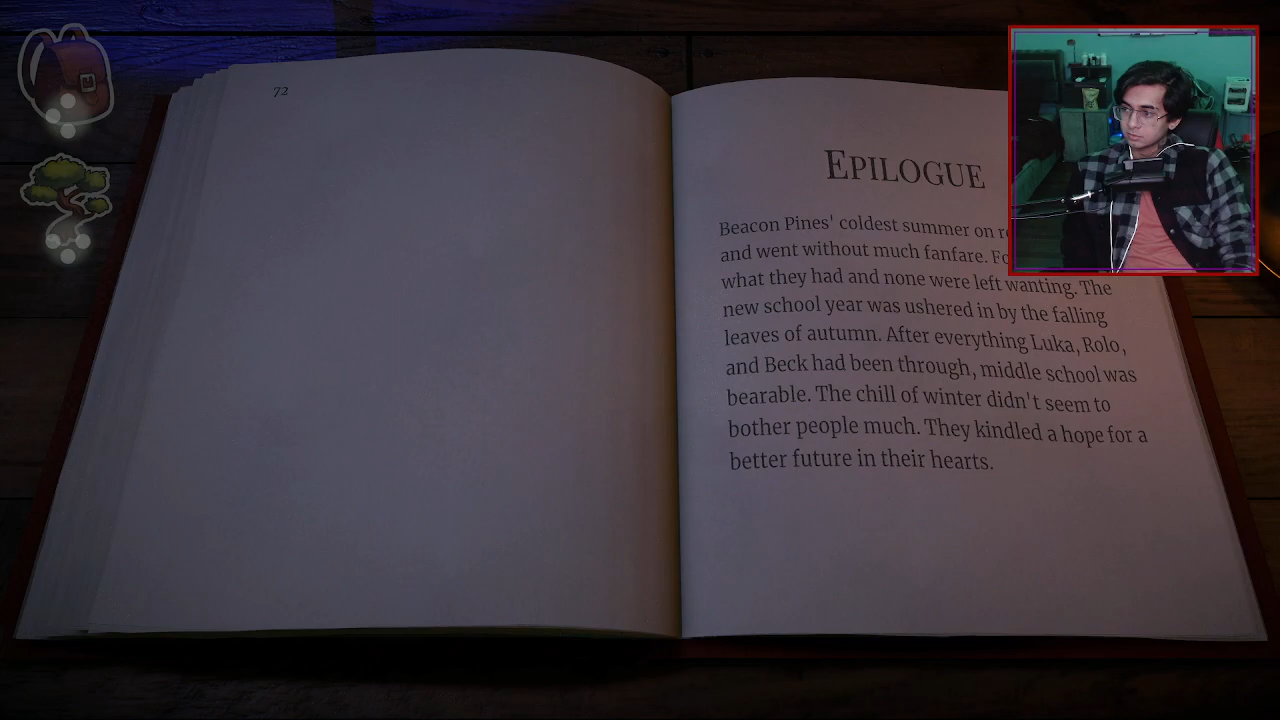 72
EPILOGUE
Beacon Pines' coldest summer on
and went without much fanfare.
what they had and none were left wanting. The
new school year was ushered in by the falling
leaves of autumn. After everything Luka, Rolo,
and Beck had been through, middle school was
bearable. The chill of winter didn't seem to
bother people much. They kindled a hope for a
better future in their hearts.